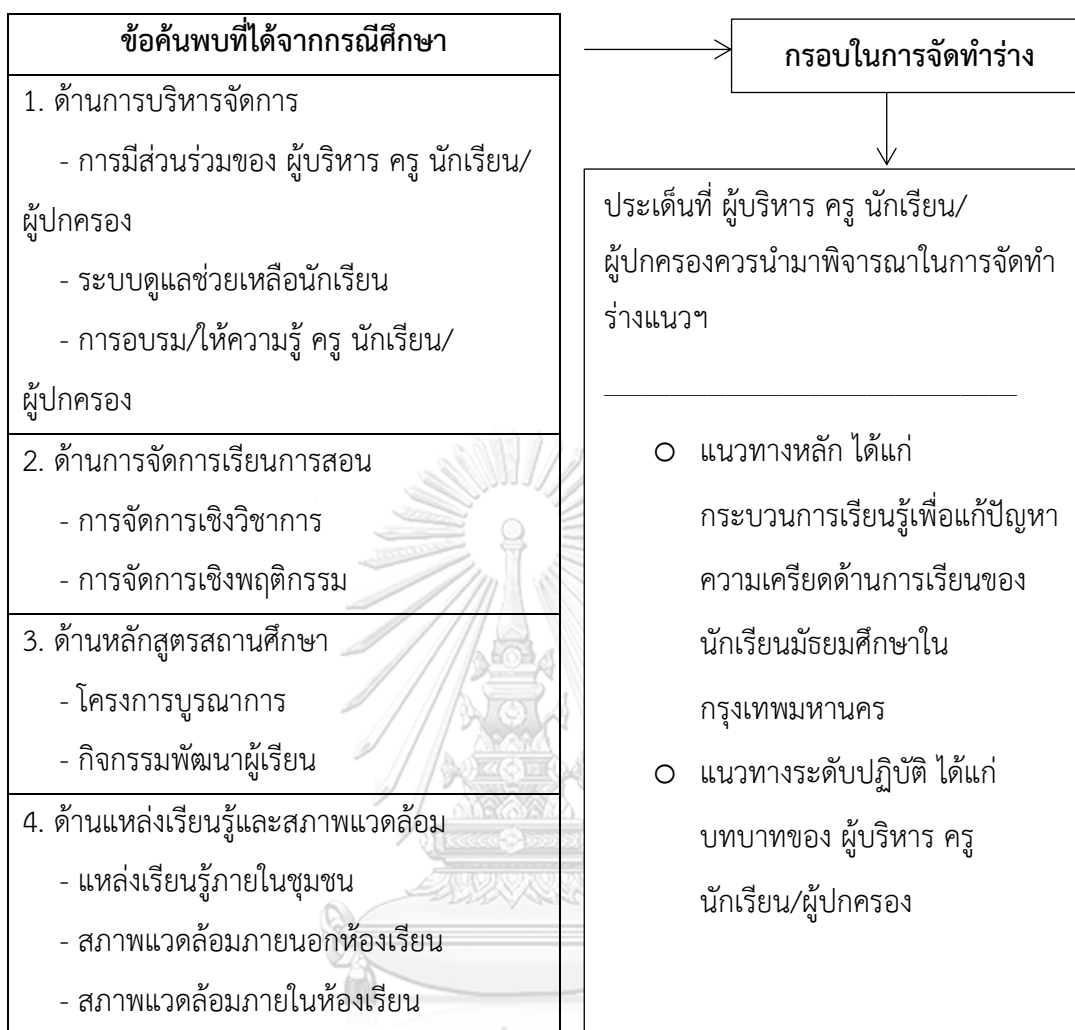 ข้อค้นพบที่ได้จากกรณีศึกษา
1. ด้านการบริหารจัดการ
- การมีส่วนร่วมของ ผู้บริหาร ครู นักเรียน/
ผู้ปกครอง
- ระบบดูแลช่วยเหลือนักเรียน
- การอบรม/ให้ความรู้ ครู นักเรียน/
ผู้ปกครอง
2. ด้านการจัดการเรียนการสอน
- การจัดการเชิงวิชาการ
- การจัดการเชิงพฤติกรรม
3. ด้านหลักสูตรสถานศึกษา
- โครงการบูรณาการ
- กิจกรรมพัฒนาผู้เรียน
4. ด้านแหล่งเรียนรู้และสภาพแวดล้อม
- แหล่งเรียนรู้ภายในชุมชน
- สภาพแวดล้อมภายนอกห้องเรียน
- สภาพแวดล้อมภายในห้องเรียน
กรอบในการจัดทำร่าง
ประเด็นที่ ผู้บริหาร ครู นักเรียน/
ผู้ปกครองควรนำมาพิจารณาในการจัดทำ
ร่างแนวฯ
o แนวทางหลัก ได้แก่
กระบวนการเรียนรู้เพื่อแก้ปัญหา
ความเครียดด้านการเรียนของ
นักเรียนมัธยมศึกษาใน
กรุงเทพมหานคร
o แนวทางระดับปฏิบัติ ได้แก่
บทบาทของ ผู้บริหาร ครู
นักเรียน/ผู้ปกครอง